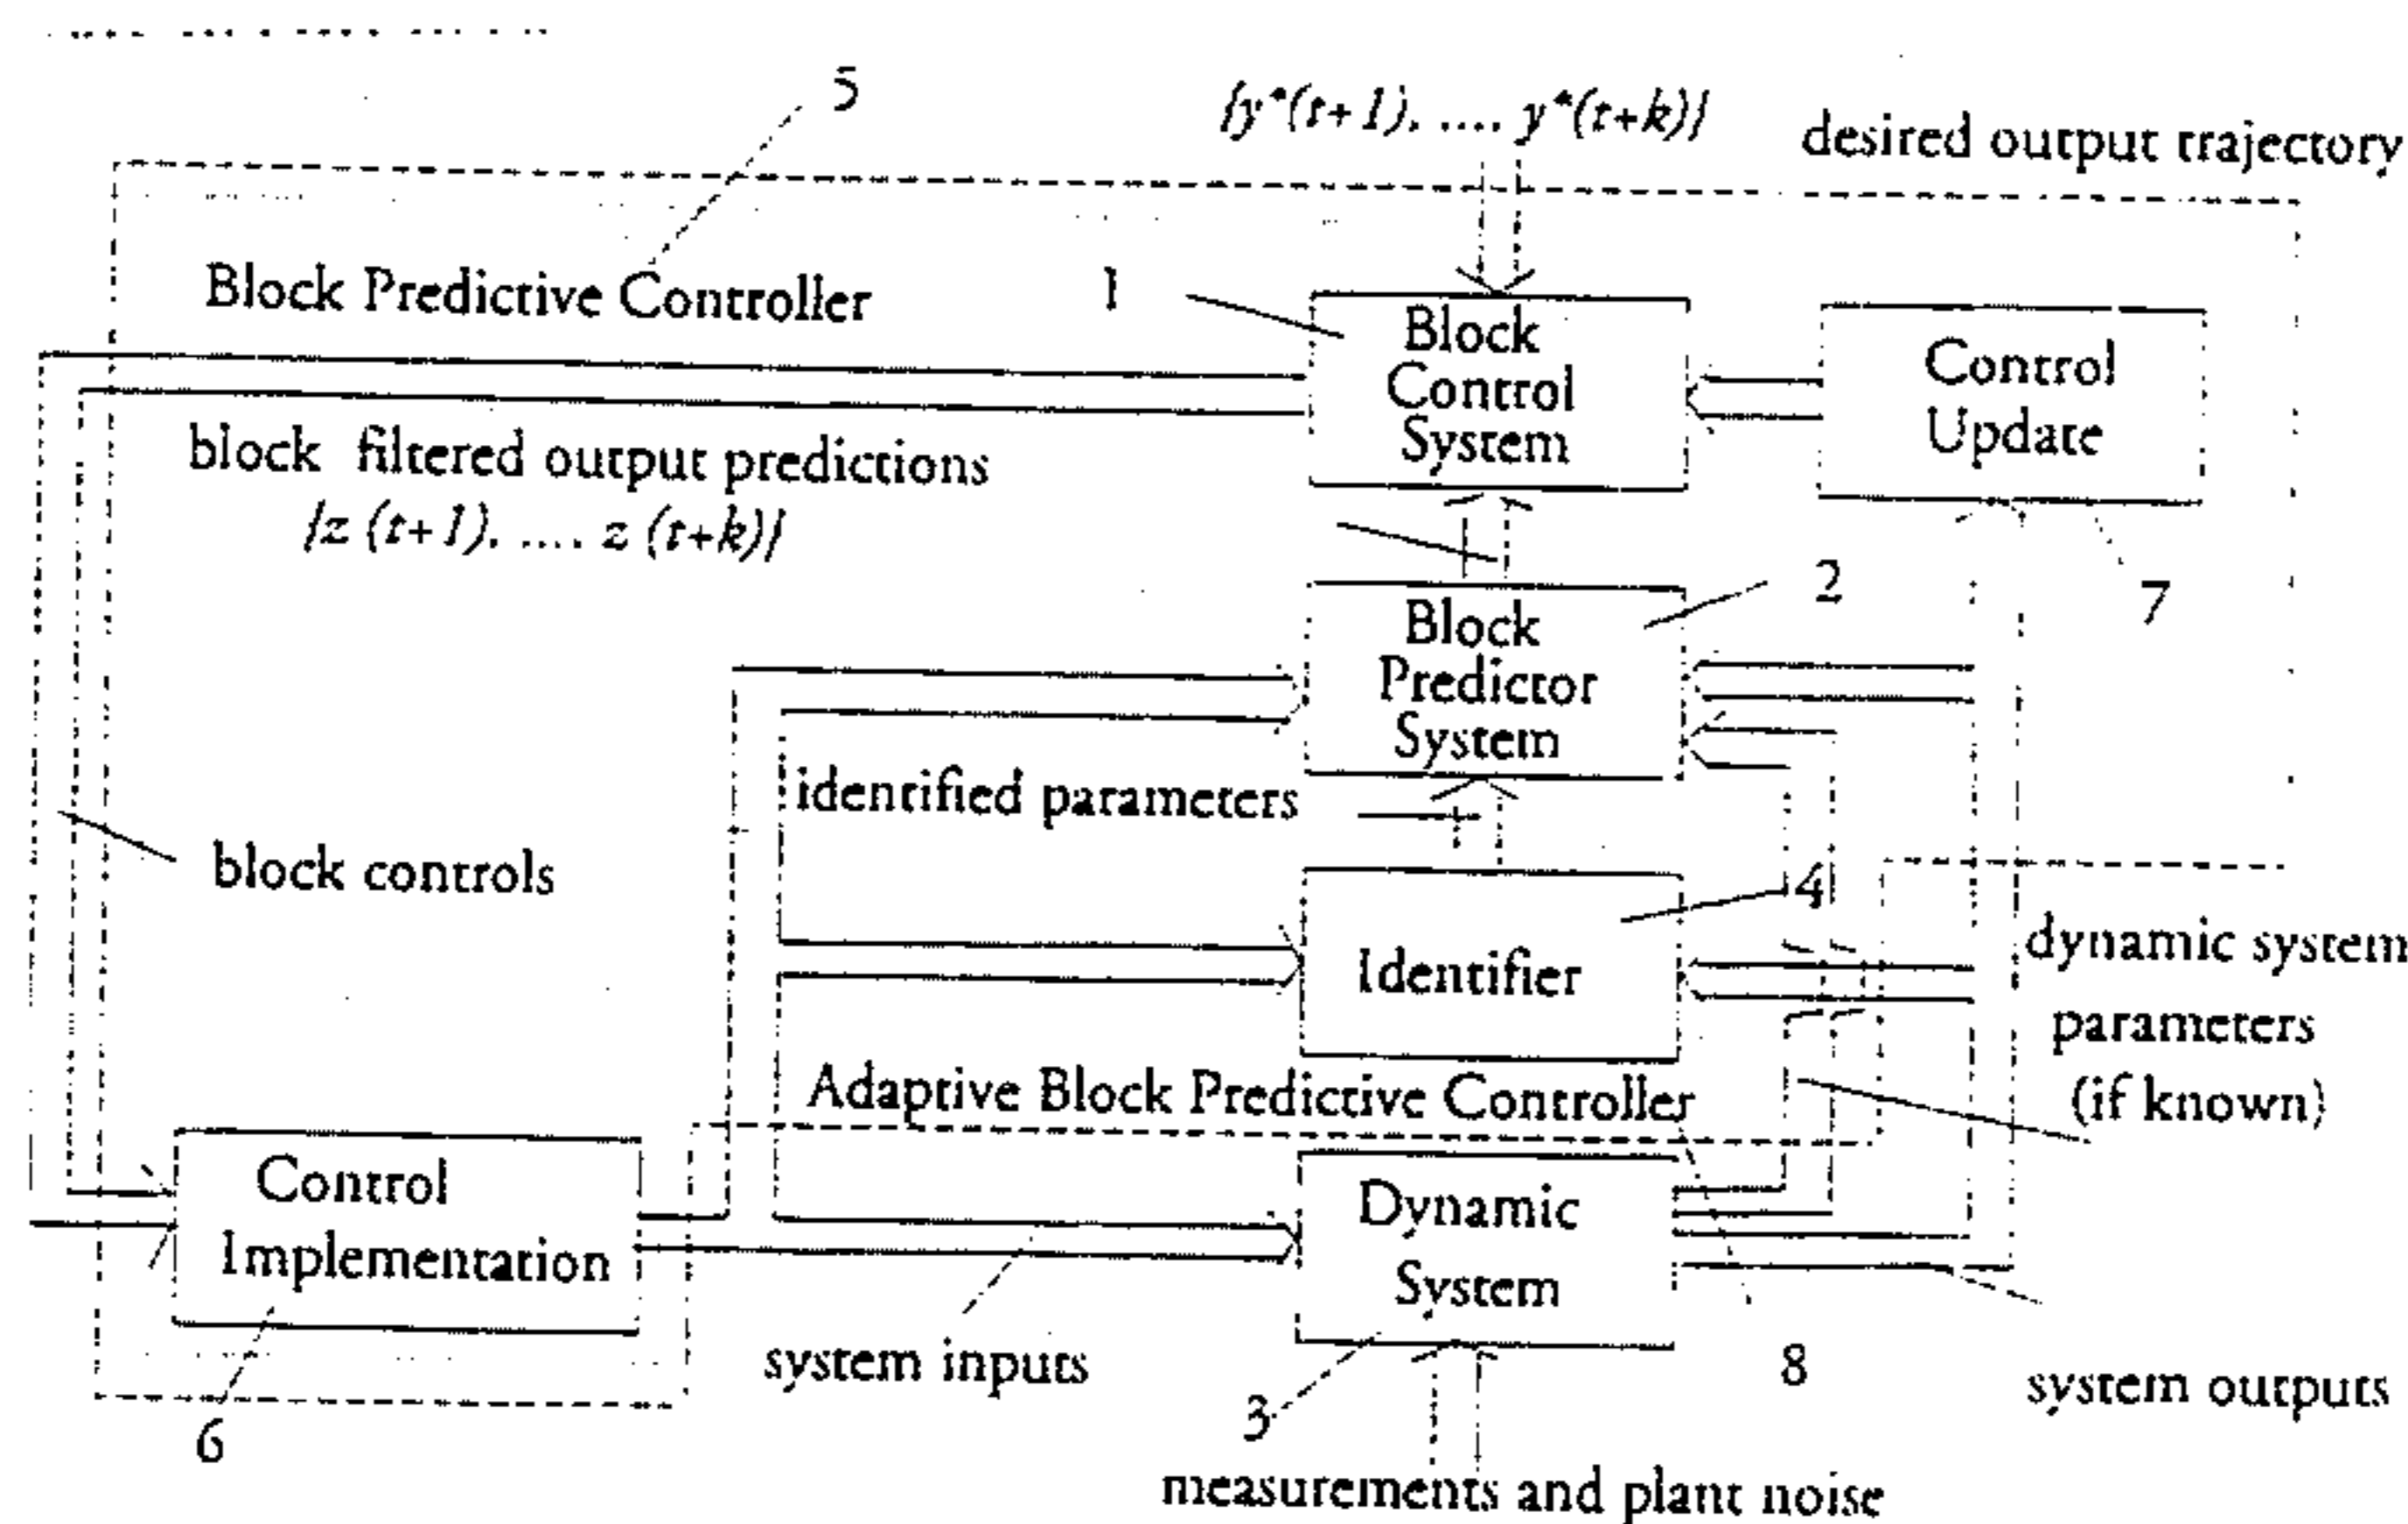 5
{y*(t+1), .... y*(t+k)}
desired output trajectory
Block Predictive Controller
1
Block
Control
System
Control
Update
block filtered output predictions
{z (t+1), .... z (t+k)}
2
7
Block
Predictor
System
identified parameters
block controls
4
Identifier
dynamic system
parameters
(if known)
Adaptive Block Predictive Controller
Control
Implementation
Dynamic
System
system inputs
3
8
system outputs
6
measurements and plant noise